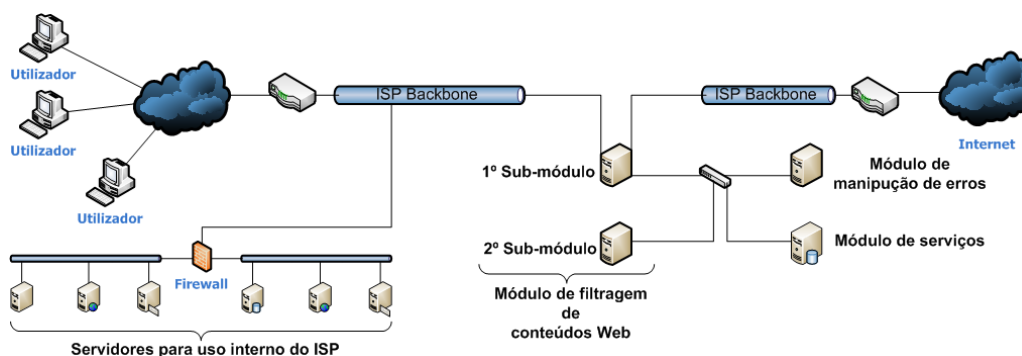 Utilizador
Utilizador
Utilizador
ISP Backbone
ISP Backbone
Internet
1º Sub-módulo
Módulo de
manipução de erros
2º Sub-módulo
Módulo de serviços
Firewall
Módulo de filtragem
de
conteúdos Web
Servidores para uso interno do ISP